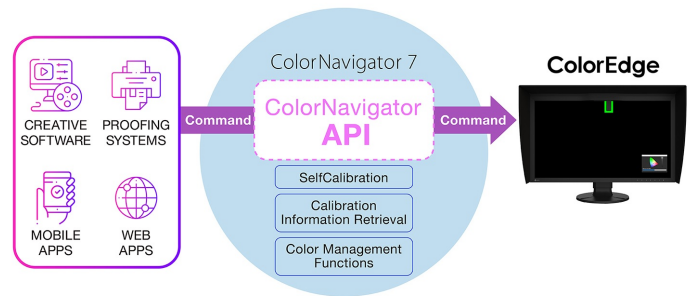 ColorNavigator 7
ColorEdge
ColorNavigator
API
Command
Command
CREATIVE
SOFTWARE
PROOFING
SYSTEMS
MOBILE
APPS
WEB
APPS
SelfCalibration
Calibration
Information Retrieval
Color Management
Functions